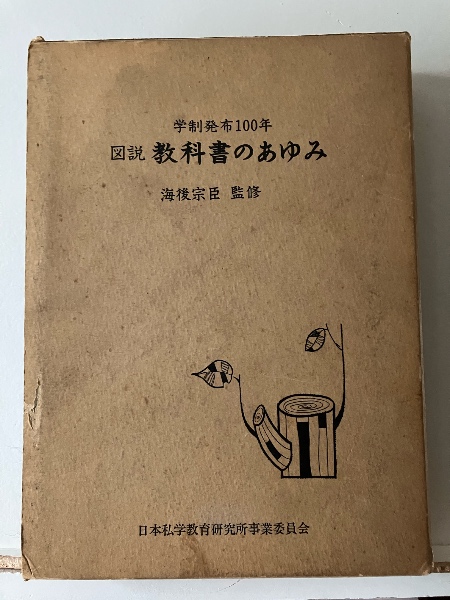 学制発布100年
図説 教科書のあゆみ
海後宗臣 監修
日本私学教育研究所事業委員会